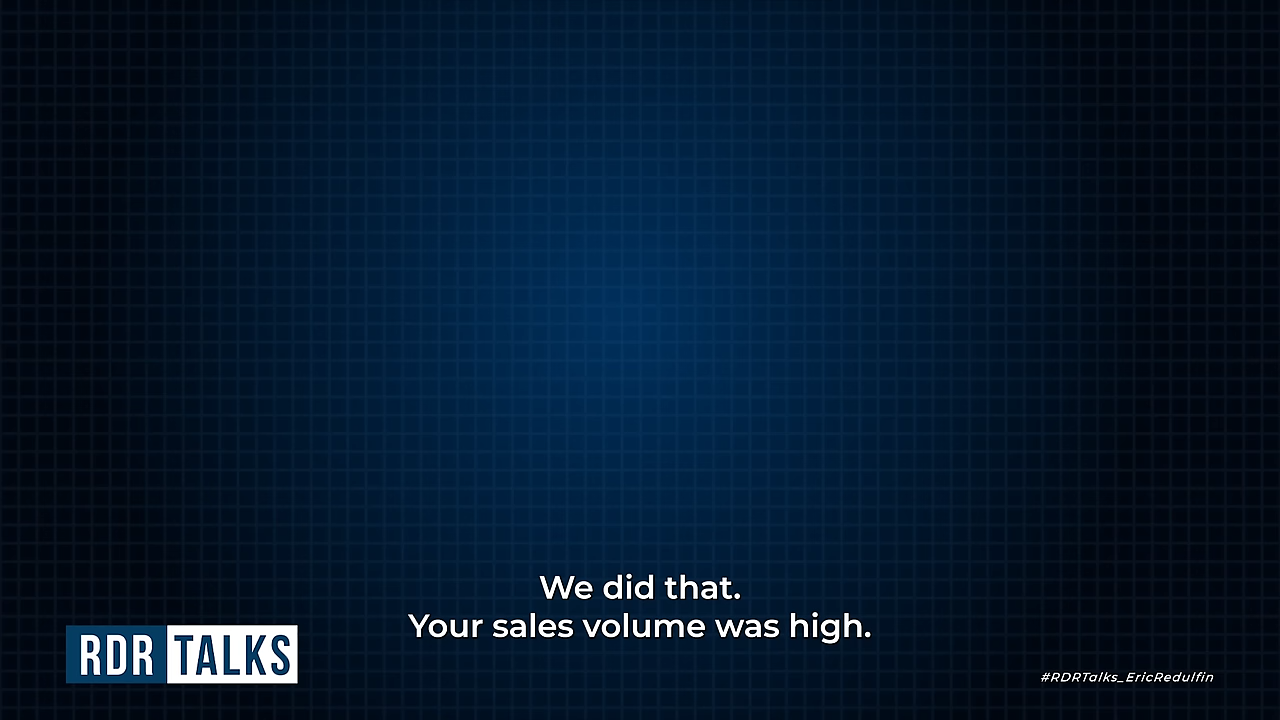 We did that.
Your sales volume was high.
RDR TALKS
#RDRTalks_EricRedulfin